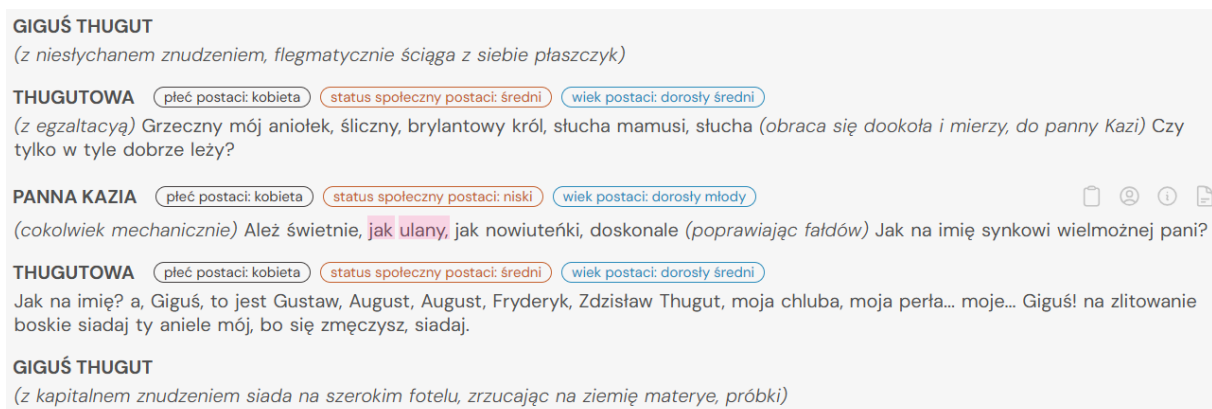 GIGUŚ THUGUT
(z niesłychanem znudzeniem, flegmatycznie ściąga z siebie płaszczyk)
THUGUTOWA płeć postaci: kobieta status społeczny postaci: średni wiek postaci: dorosły średni
(z egzaltacyą) Grzeczny mój aniołek, śliczny, brylantowy król, słucha mamusi, słucha (obraca się dookoła i mierzy, do panny Kazi) Czy
tylko w tyle dobrze leży?
PANNA KAZIA płeć postaci: kobieta status społeczny postaci: niski wiek postaci: dorosły młody
(cokolwiek mechanicznie) Ależ świetnie, jak ulany, jak nowiuteńki, doskonale (poprawiając fałdów) Jak na imię synkowi wielmożnej pani?
THUGUTOWA płeć postaci: kobieta status społeczny postaci: średni wiek postaci: dorosły średni
Jak na imię? a, Giguś, to jest Gustaw, August, August, Fryderyk, Zdzisław Thugut, moja chluba, moja perła... moje... Giguś! na zlitowanie
boskie siadaj ty aniele mój, bo się zmęczysz, siadaj.
GIGUŚ THUGUT
(z kapitalnem znudzeniem siada na szerokim fotelu, zrzucając na ziemię materye, próbki)